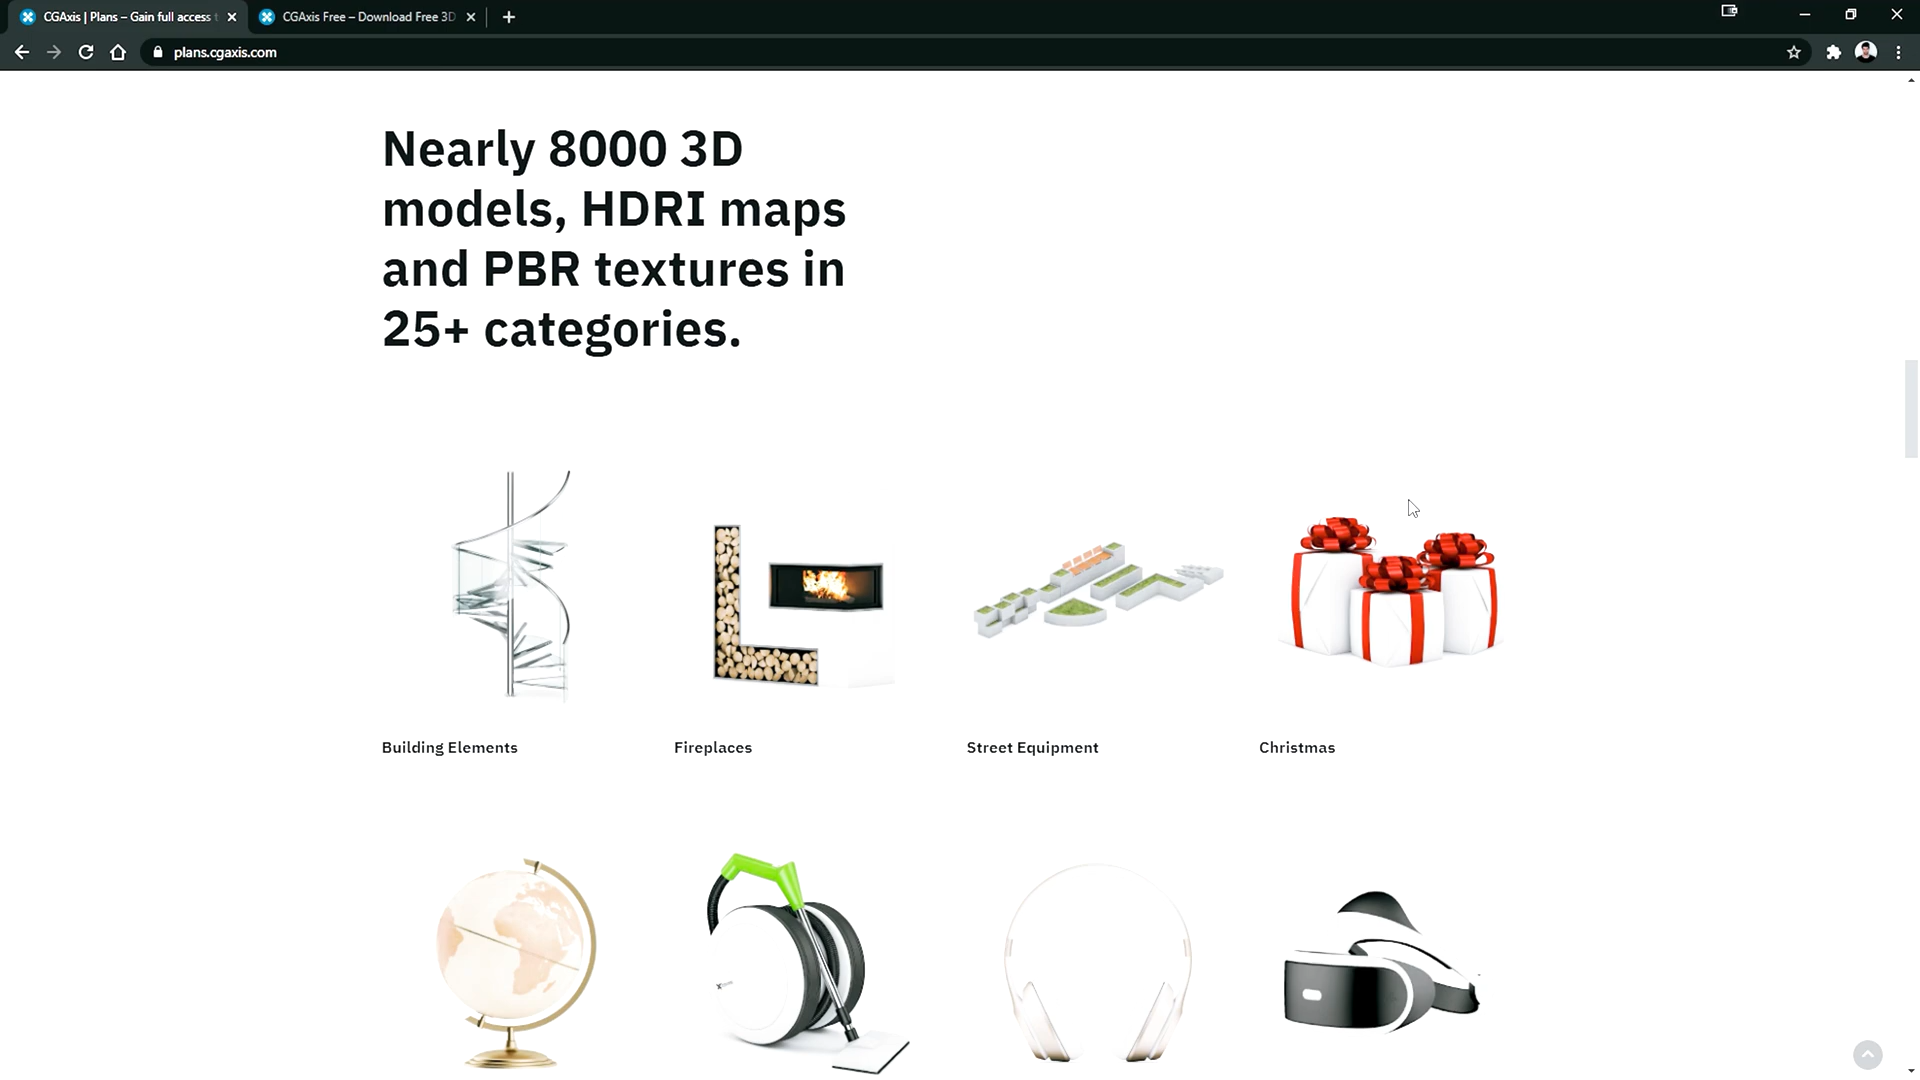 CGAxis | Plans – Gain full access t
CGAxis Free – Download Free 3D
plans.cgaxis.com
Nearly 8000 3D
models, HDRI maps
and PBR textures in
25+ categories.
Building Elements
Fireplaces
Street Equipment
Christmas